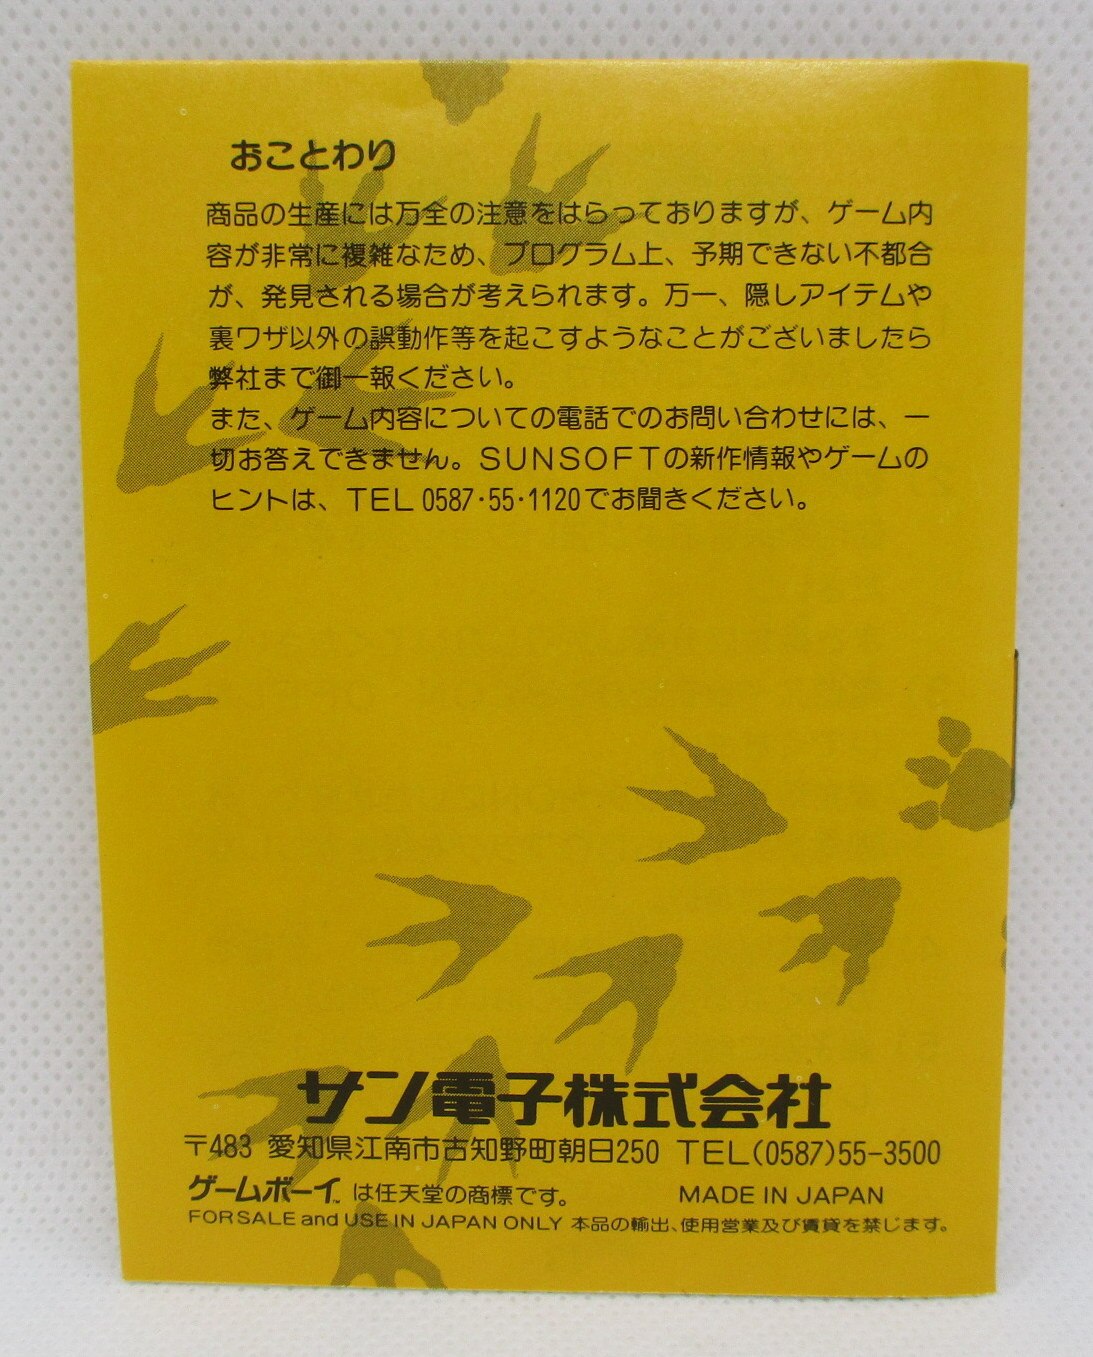 おことわり
商品の生産には万全の注意をはらっておりますが、ゲーム内
容が非常に複雑なため、プログラム上、予期できない不都合
が、発見される場合が考えられます。万一、隠しアイテムや
裏ワザ以外の誤動作等を起こすようなことがございましたら
弊社まで御一報ください。
また、ゲーム内容についての電話でのお問い合わせには、一
切お答えできません。SUNSOFTの新作情報やゲームの
ヒントは、TEL 0587・55・1120でお聞きください。
サン電子株式会社
〒483 愛知県江南市古知野町朝日250 TEL(0587)55-3500
ゲームボーイ™は任天堂の商標です。 MADE IN JAPAN
FOR SALE and USE IN JAPAN ONLY 本品の輸出、使用営業及び賃貸を禁じます。